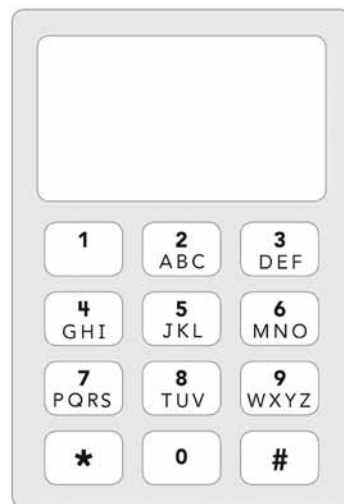 1 2 3
ABC DEF
4 5 6
GHI JKL MNO
7 8 9
PQRS TUV WXYZ
* 0 #